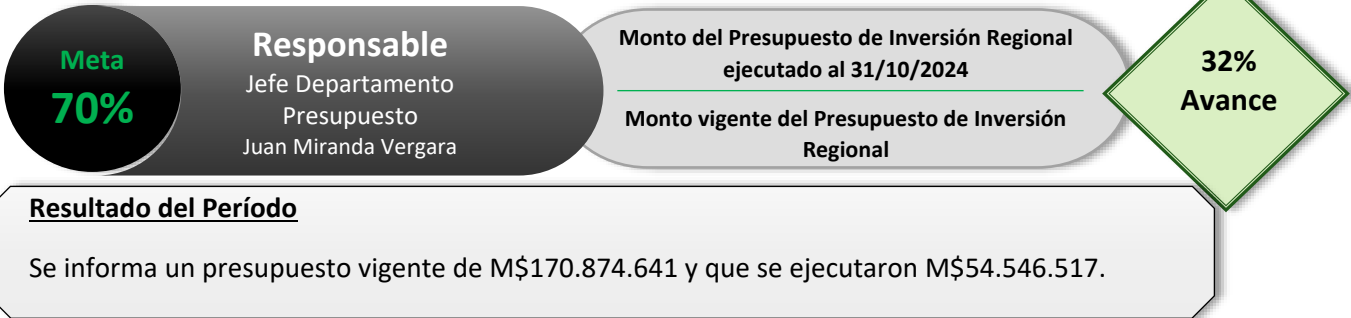 Meta
70%
Responsable
Jefe Departamento
Presupuesto
Juan Miranda Vergara
Monto del Presupuesto de Inversión Regional
ejecutado al 31/10/2024
Monto vigente del Presupuesto de Inversión
Regional
32%
Avance
Resultado del Período
Se informa un presupuesto vigente de M$170.874.641 y que se ejecutaron M$54.546.517.